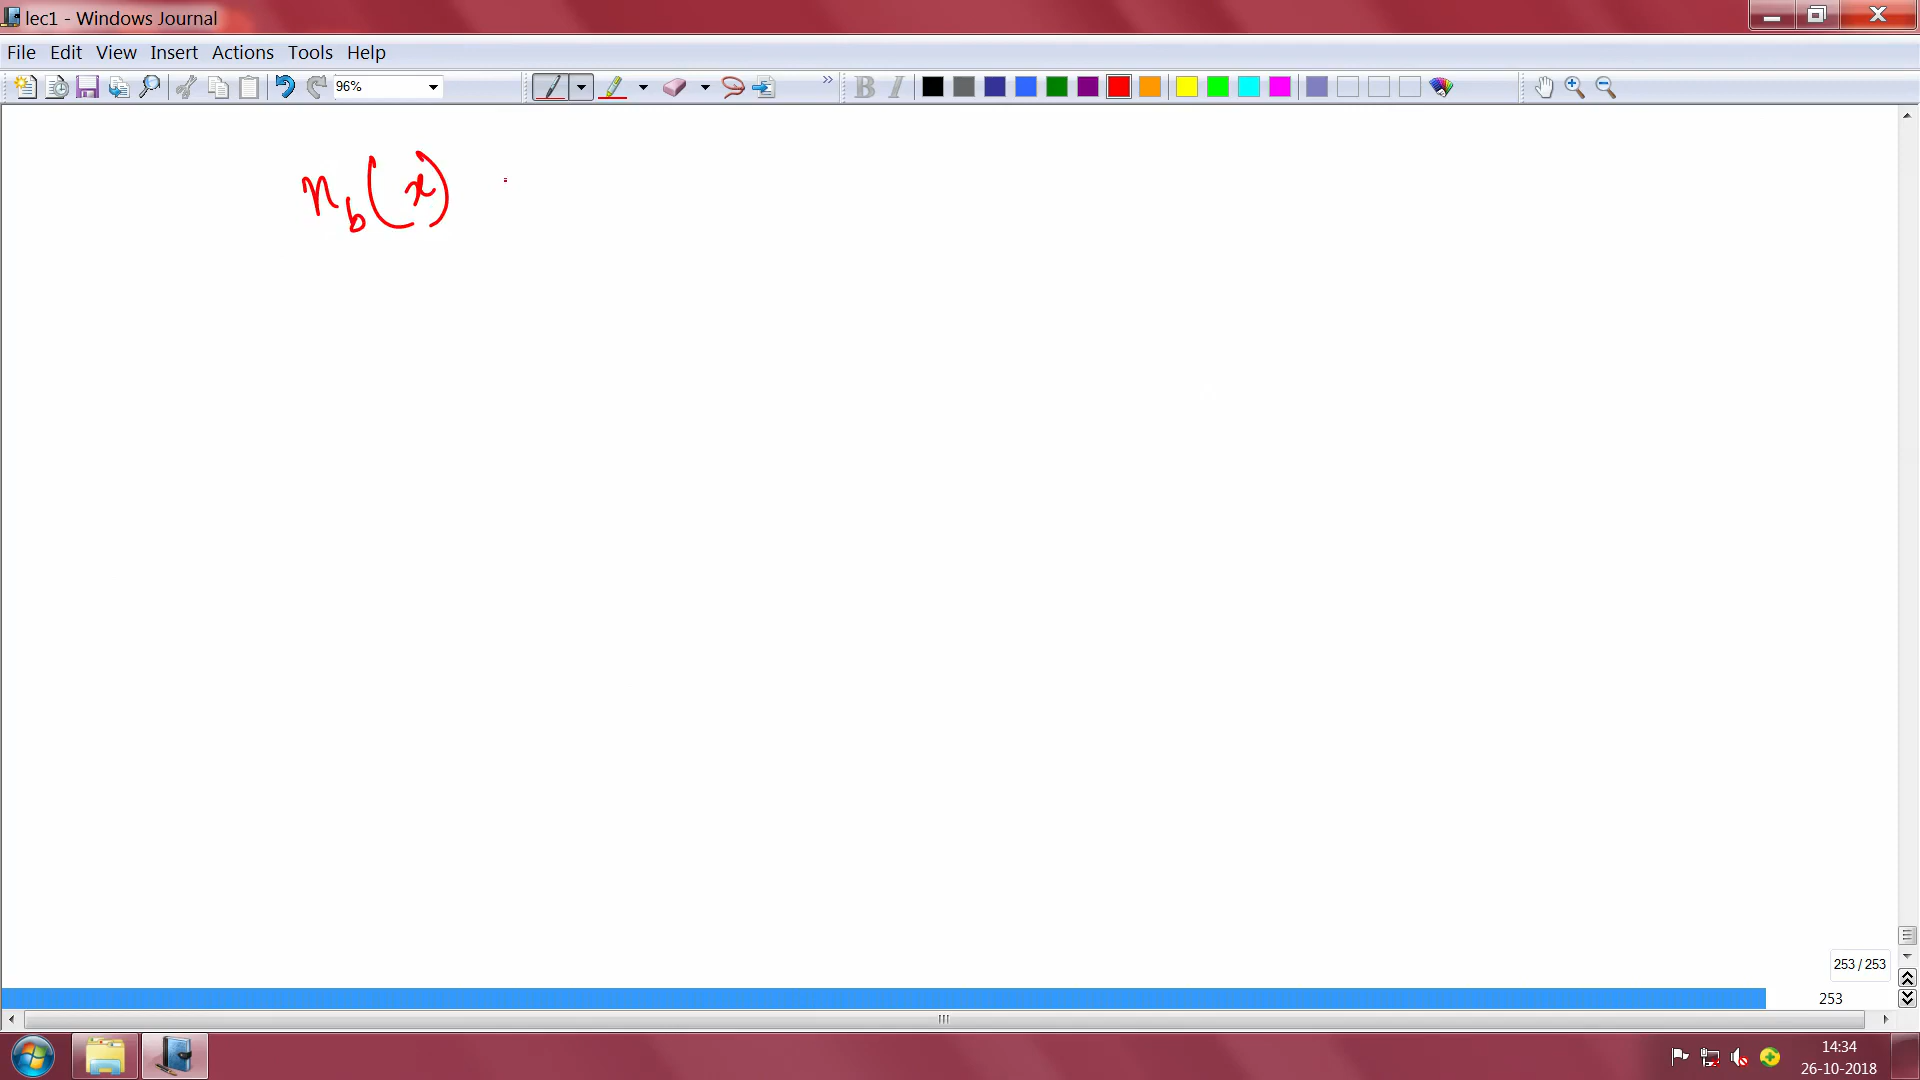 lec1 - Windows Journal
File Edit View Insert Actions Tools Help
96% » B I
n_b(x)
253 / 253
253
14:34
26-10-2018